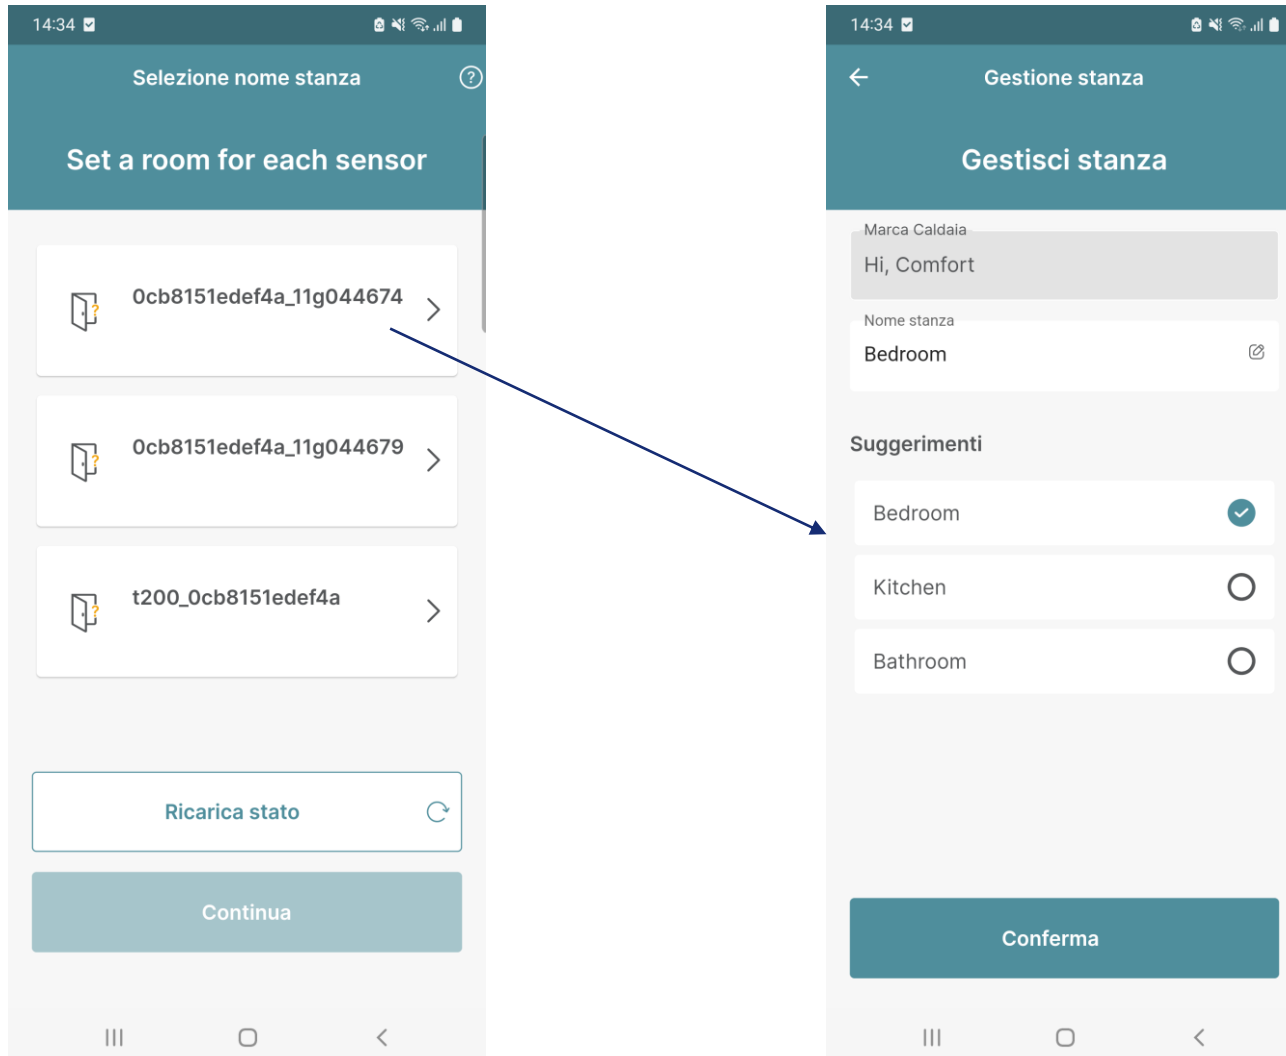 14:34
Selezione nome stanza
Set a room for each sensor
0cb8151edef4a_11g044674
0cb8151edef4a_11g044679
t200_0cb8151edef4a
Ricarica stato
Continua
14:34
Gestione stanza
Gestisci stanza
Marca Caldaia
Hi, Comfort
Nome stanza
Bedroom
Suggerimenti
Bedroom
Kitchen
Bathroom
Conferma